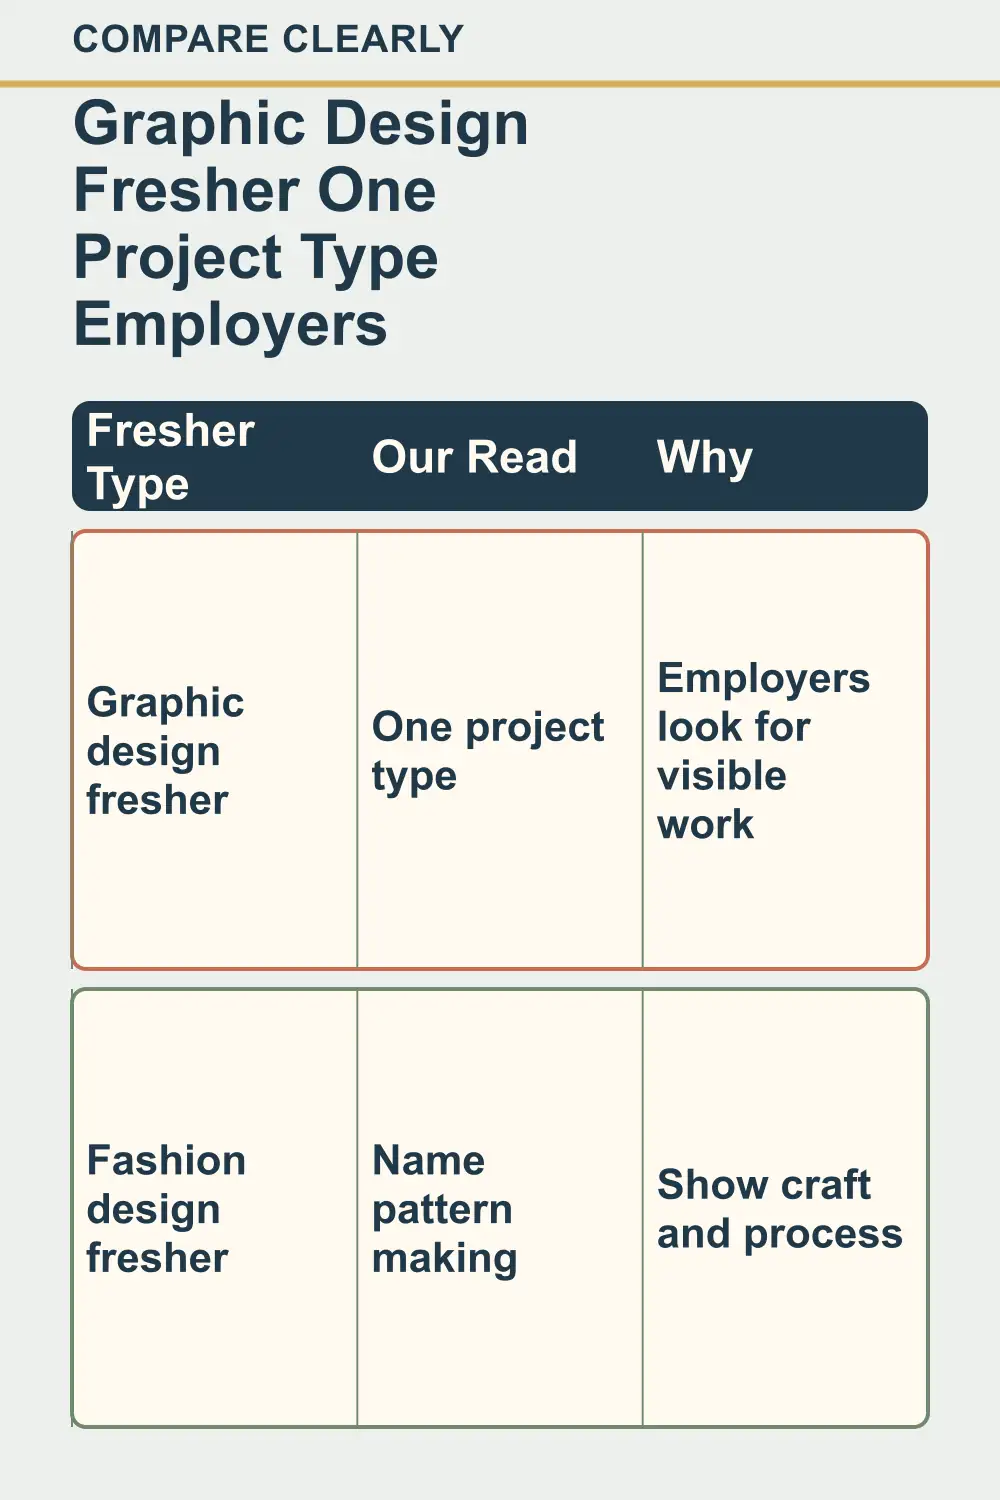 COMPARE CLEARLY
Graphic Design
Fresher One
Project Type
Employers
Fresher
Type
Our Read
Why
Graphic
design
fresher
One project
type
Employers
look for
visible
work
Fashion
design
fresher
Name
pattern
making
Show craft
and process